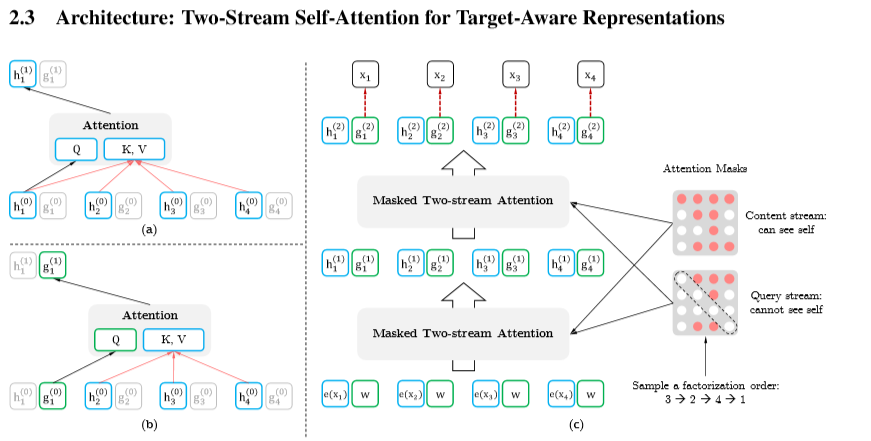 2.3 Architecture: Two-Stream Self-Attention for Target-Aware Representations
h₁⁽¹⁾ g₁⁽¹⁾
Attention
Q K, V
h₁⁽⁰⁾ g₁⁽⁰⁾ h₂⁽⁰⁾ g₂⁽⁰⁾ h₃⁽⁰⁾ g₃⁽⁰⁾ h₄⁽⁰⁾ g₄⁽⁰⁾
(a)
h₁⁽¹⁾ g₁⁽¹⁾
Attention
Q K, V
h₁⁽⁰⁾ g₁⁽⁰⁾ h₂⁽⁰⁾ g₂⁽⁰⁾ h₃⁽⁰⁾ g₃⁽⁰⁾ h₄⁽⁰⁾ g₄⁽⁰⁾
(b)
x₁ x₂ x₃ x₄
h₁⁽²⁾ g₁⁽²⁾ h₂⁽²⁾ g₂⁽²⁾ h₃⁽²⁾ g₃⁽²⁾ h₄⁽²⁾ g₄⁽²⁾
Masked Two-stream Attention
h₁⁽¹⁾ g₁⁽¹⁾ h₂⁽¹⁾ g₂⁽¹⁾ h₃⁽¹⁾ g₃⁽¹⁾ h₄⁽¹⁾ g₄⁽¹⁾
Masked Two-stream Attention
e(x₁) w e(x₂) w e(x₃) w e(x₄) w
(c)
Attention Masks
Content stream:
can see self
Query stream:
cannot see self
Sample a factorization order:
3 → 2 → 4 → 1